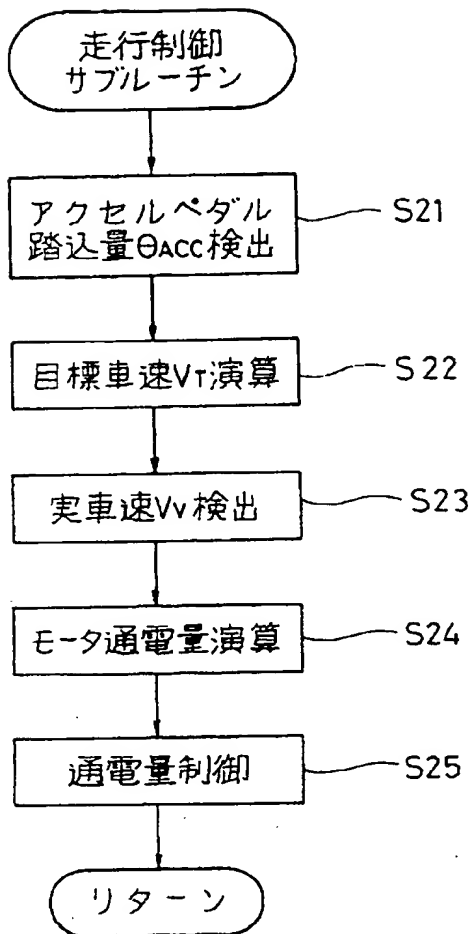 走行制御
サブルーチン
アクセルペダル
踏込量θACC検出
S21
目標車速VT演算
S22
実車速Vv検出
S23
モータ通電量演算
S24
通電量制御
S25
リターン